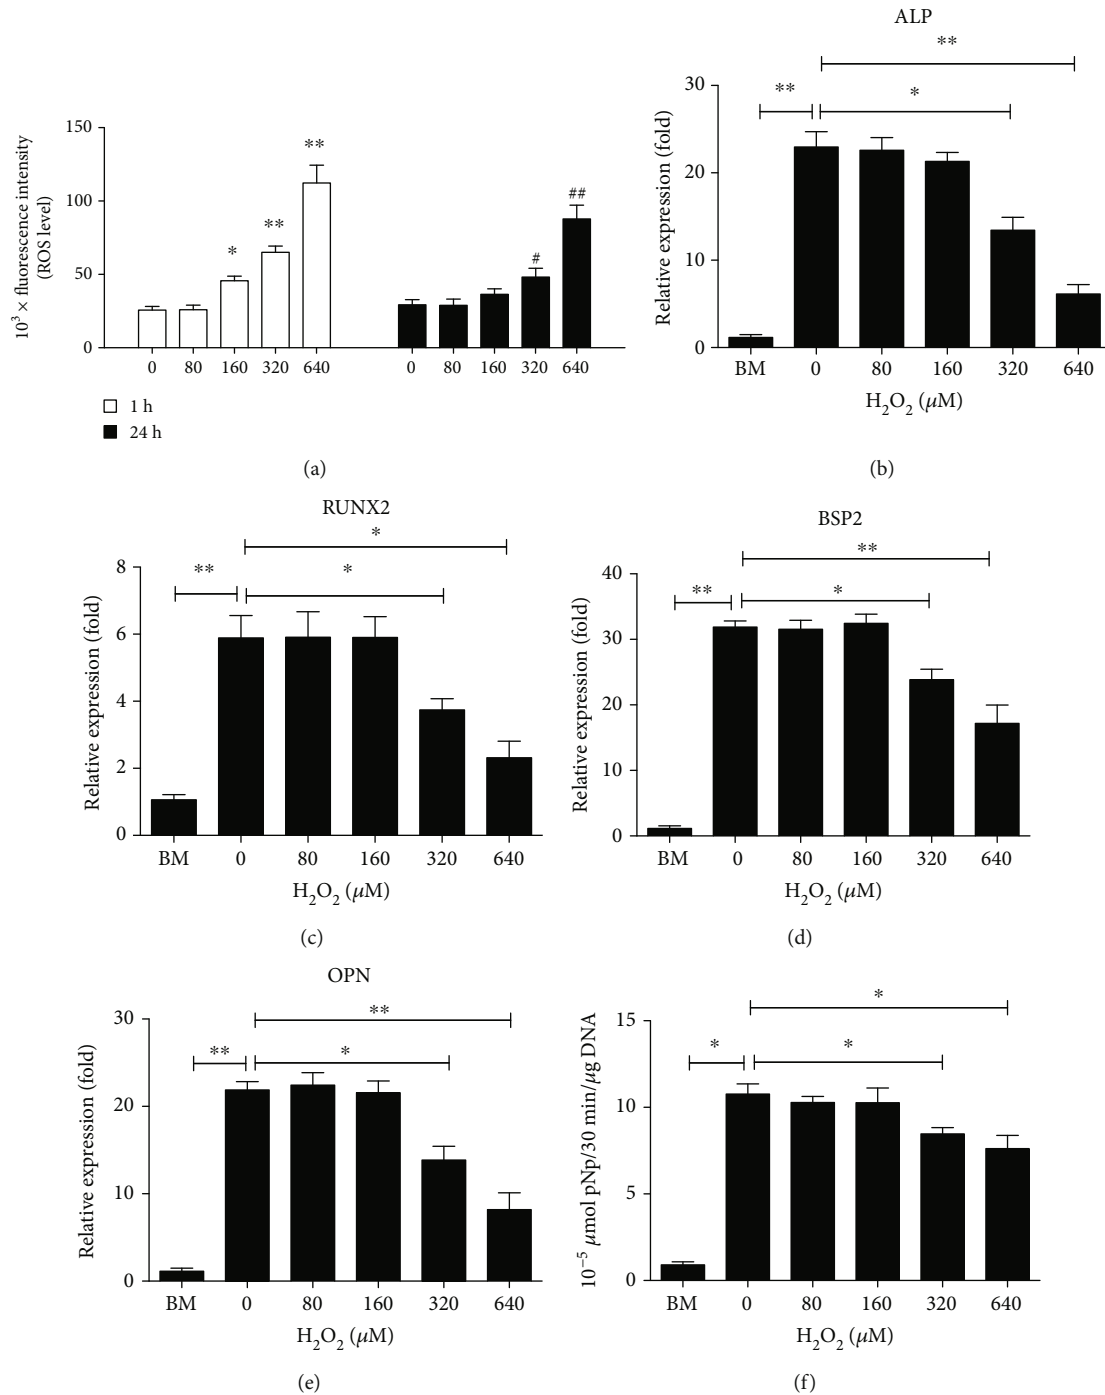 10³ × fluorescence intensity
(ROS level)
150
100
50
0
*
**
**
#
##
0 80 160 320 640 0 80 160 320 640
1 h
24 h
(a)
ALP
**
** *
Relative expression (fold)
30
20
10
0
BM 0 80 160 320 640
H₂O₂ (μM)
(b)
RUNX2
*
** *
Relative expression (fold)
8
6
4
2
0
BM 0 80 160 320 640
H₂O₂ (μM)
(c)
BSP2
**
** *
Relative expression (fold)
40
30
20
10
0
BM 0 80 160 320 640
H₂O₂ (μM)
(d)
OPN
**
** *
Relative expression (fold)
30
20
10
0
BM 0 80 160 320 640
H₂O₂ (μM)
(e)
*
* *
10⁻⁵ μmol pNp/30 min/μg DNA
15
10
5
0
BM 0 80 160 320 640
H₂O₂ (μM)
(f)